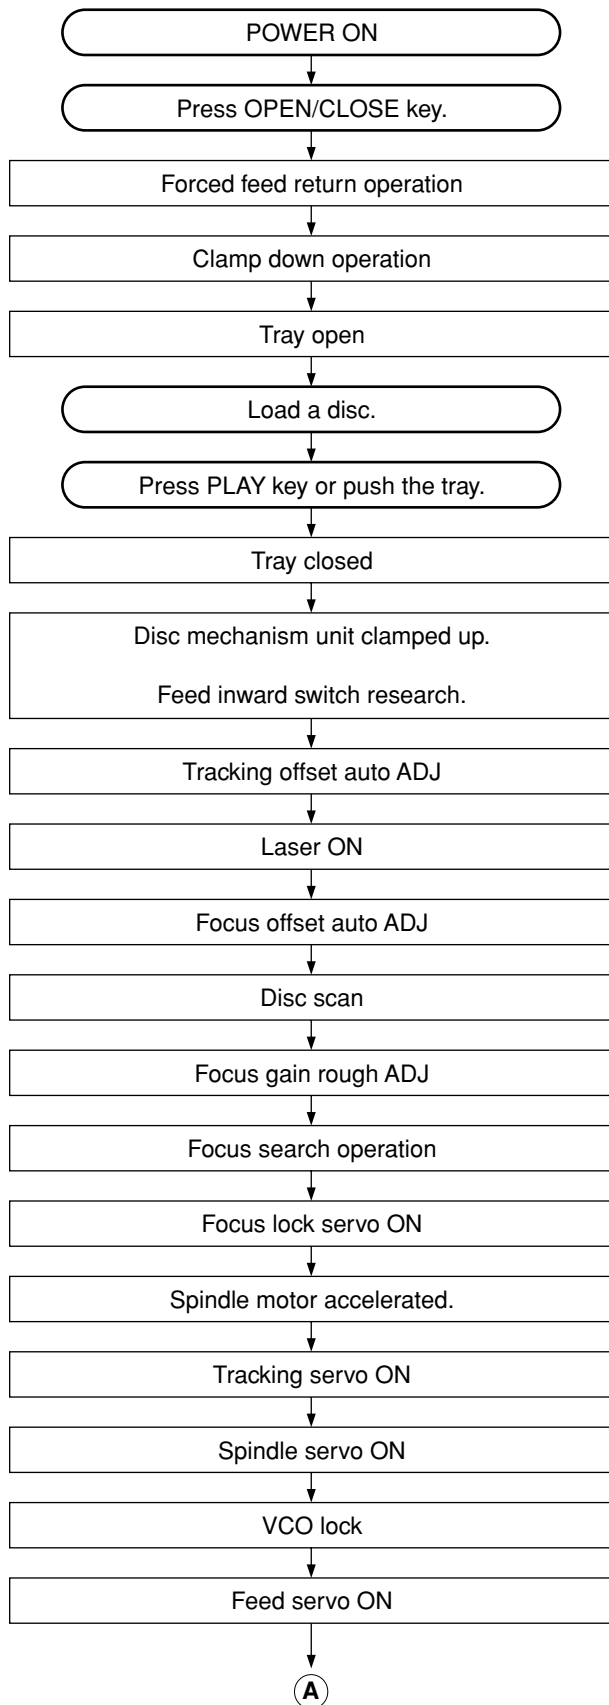 POWER ON
Press OPEN/CLOSE key.
Forced feed return operation
Clamp down operation
Tray open
Load a disc.
Press PLAY key or push the tray.
Tray closed
Disc mechanism unit clamped up.
Feed inward switch research.
Tracking offset auto ADJ
Laser ON
Focus offset auto ADJ
Disc scan
Focus gain rough ADJ
Focus search operation
Focus lock servo ON
Spindle motor accelerated.
Tracking servo ON
Spindle servo ON
VCO lock
Feed servo ON
A